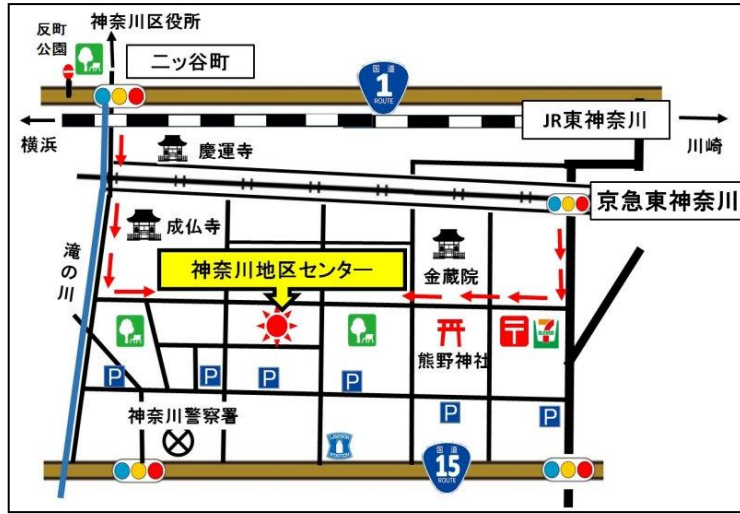 神奈川区役所
反町
公園
二ッ谷町
国道
1
ROUTE
JR東神奈川
横浜
川崎
慶運寺
京急東神奈川
成仏寺
滝の川
神奈川地区センター
金蔵院
熊野神社
P
P
P
P
P
P
神奈川警察署
LAWSON
STATION
国道
15
ROUTE